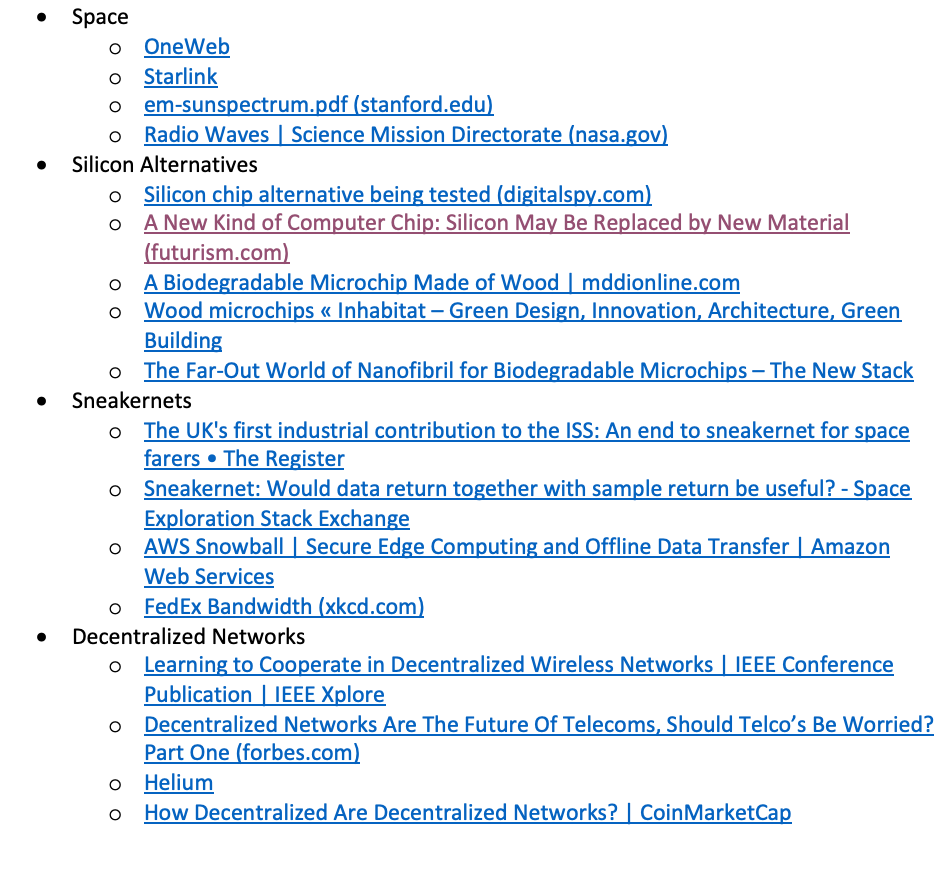 • Space
o OneWeb
o Starlink
o em-sunspectrum.pdf (stanford.edu)
o Radio Waves | Science Mission Directorate (nasa.gov)
• Silicon Alternatives
o Silicon chip alternative being tested (digitalspy.com)
o A New Kind of Computer Chip: Silicon May Be Replaced by New Material
(futurism.com)
o A Biodegradable Microchip Made of Wood | mddionline.com
o Wood microchips « Inhabitat – Green Design, Innovation, Architecture, Green
Building
o The Far-Out World of Nanofibril for Biodegradable Microchips – The New Stack
• Sneakernets
o The UK's first industrial contribution to the ISS: An end to sneakernet for space
farers • The Register
o Sneakernet: Would data return together with sample return be useful? - Space
Exploration Stack Exchange
o AWS Snowball | Secure Edge Computing and Offline Data Transfer | Amazon
Web Services
o FedEx Bandwidth (xkcd.com)
• Decentralized Networks
o Learning to Cooperate in Decentralized Wireless Networks | IEEE Conference
Publication | IEEE Xplore
o Decentralized Networks Are The Future Of Telecoms, Should Telco’s Be Worried?
Part One (forbes.com)
o Helium
o How Decentralized Are Decentralized Networks? | CoinMarketCap